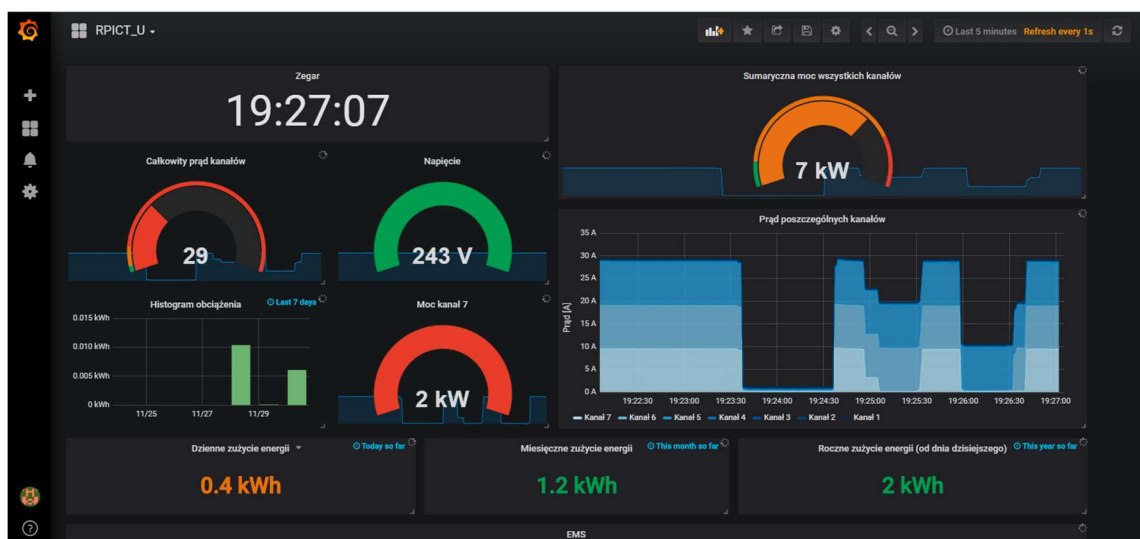 RPICT_U
Last 5 minutes Refresh every 1s
Zegar
19:27:07
Sumaryczna moc wszystkich kanałów
7 kW
Całkowity prąd kanałów
29
Napięcie
243 V
Prąd poszczególnych kanałów
Prąd [A]
35 A
30 A
25 A
20 A
15 A
10 A
5 A
0 A
19:22:30 19:23:00 19:23:30 19:24:00 19:24:30 19:25:00 19:25:30 19:26:00 19:26:30 19:27:00
Kanał 7 Kanał 6 Kanał 5 Kanał 4 Kanał 3 Kanał 2 Kanał 1
Histogram obciążenia Last 7 days
0.015 kWh
0.010 kWh
0.005 kWh
0 kWh
11/25 11/27 11/29
Moc kanał 7
2 kW
Dzienne zużycie energii Today so far
0.4 kWh
Miesięczne zużycie energii This month so far
1.2 kWh
Roczne zużycie energii (od dnia dzisiejszego) This year so far
2 kWh
EMS